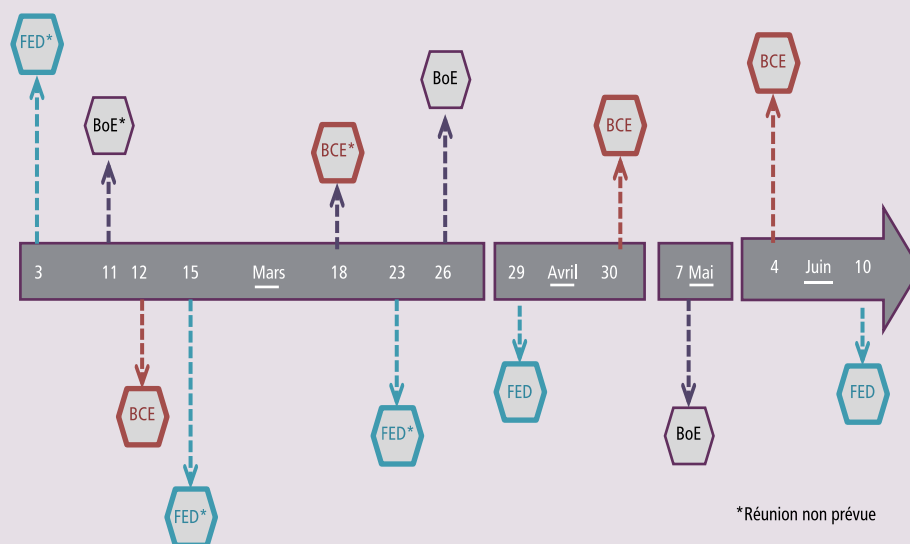 FED*
BCE
BoE
BoE*
BCE*
BCE
3 11 12 15 Mars 18 23 26 29 Avril 30 7 Mai 4 Juin 10
BCE
FED*
FED
FED
FED*
BoE
*Réunion non prévue